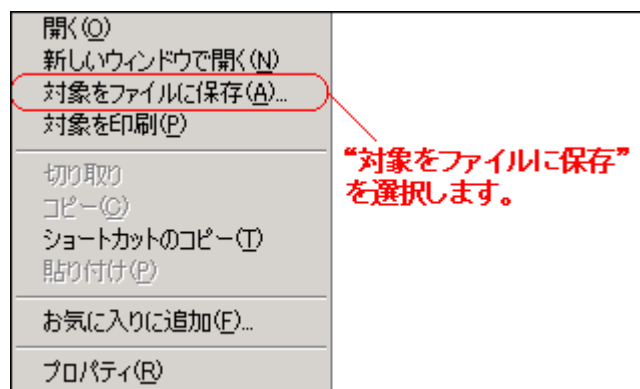 開く(O)
新しいウィンドウで開く(N)
対象をファイルに保存(A)...
対象を印刷(P)
“対象をファイルに保存”
を選択します。
切り取り
コピー(C)
ショートカットのコピー(T)
貼り付け(P)
お気に入りに追加(F)...
プロパティ(R)